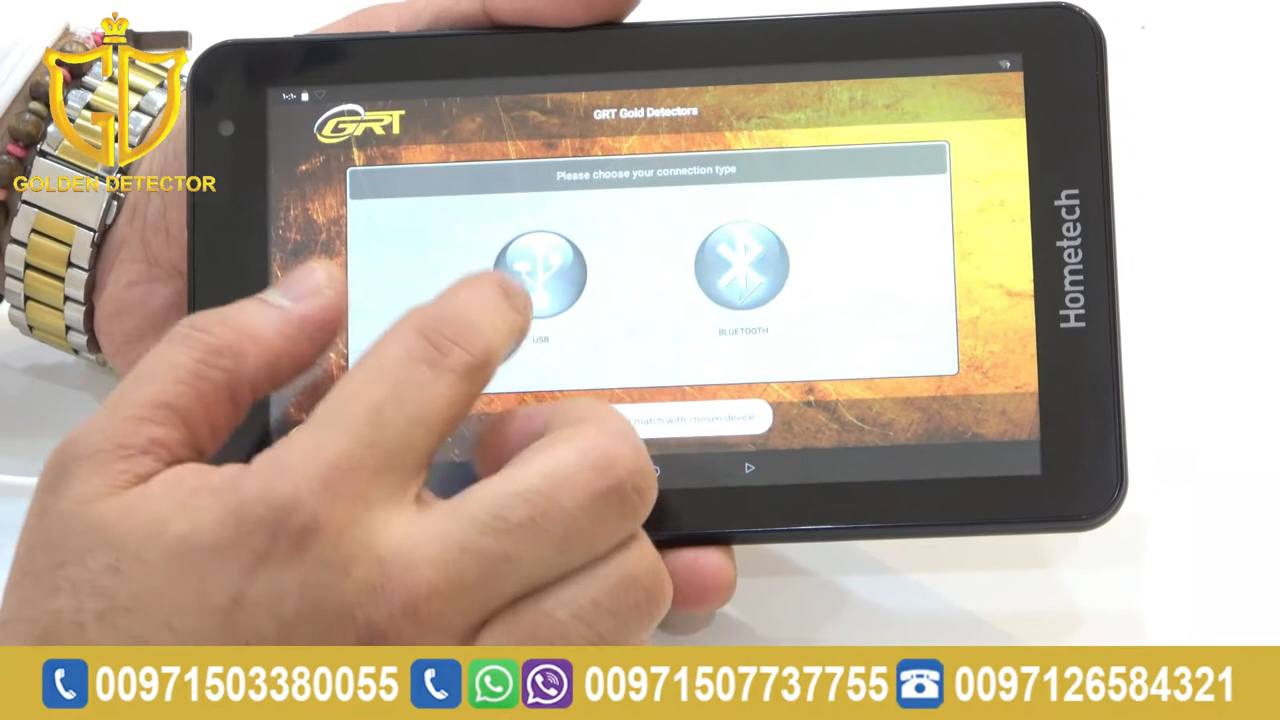 GOLDEN DETECTOR
GRT
GRT Gold Detectors
Please choose your connection type
USB
BLUETOOTH
match with chosen device
Hometech
00971503380055 00971507737755 0097126584321